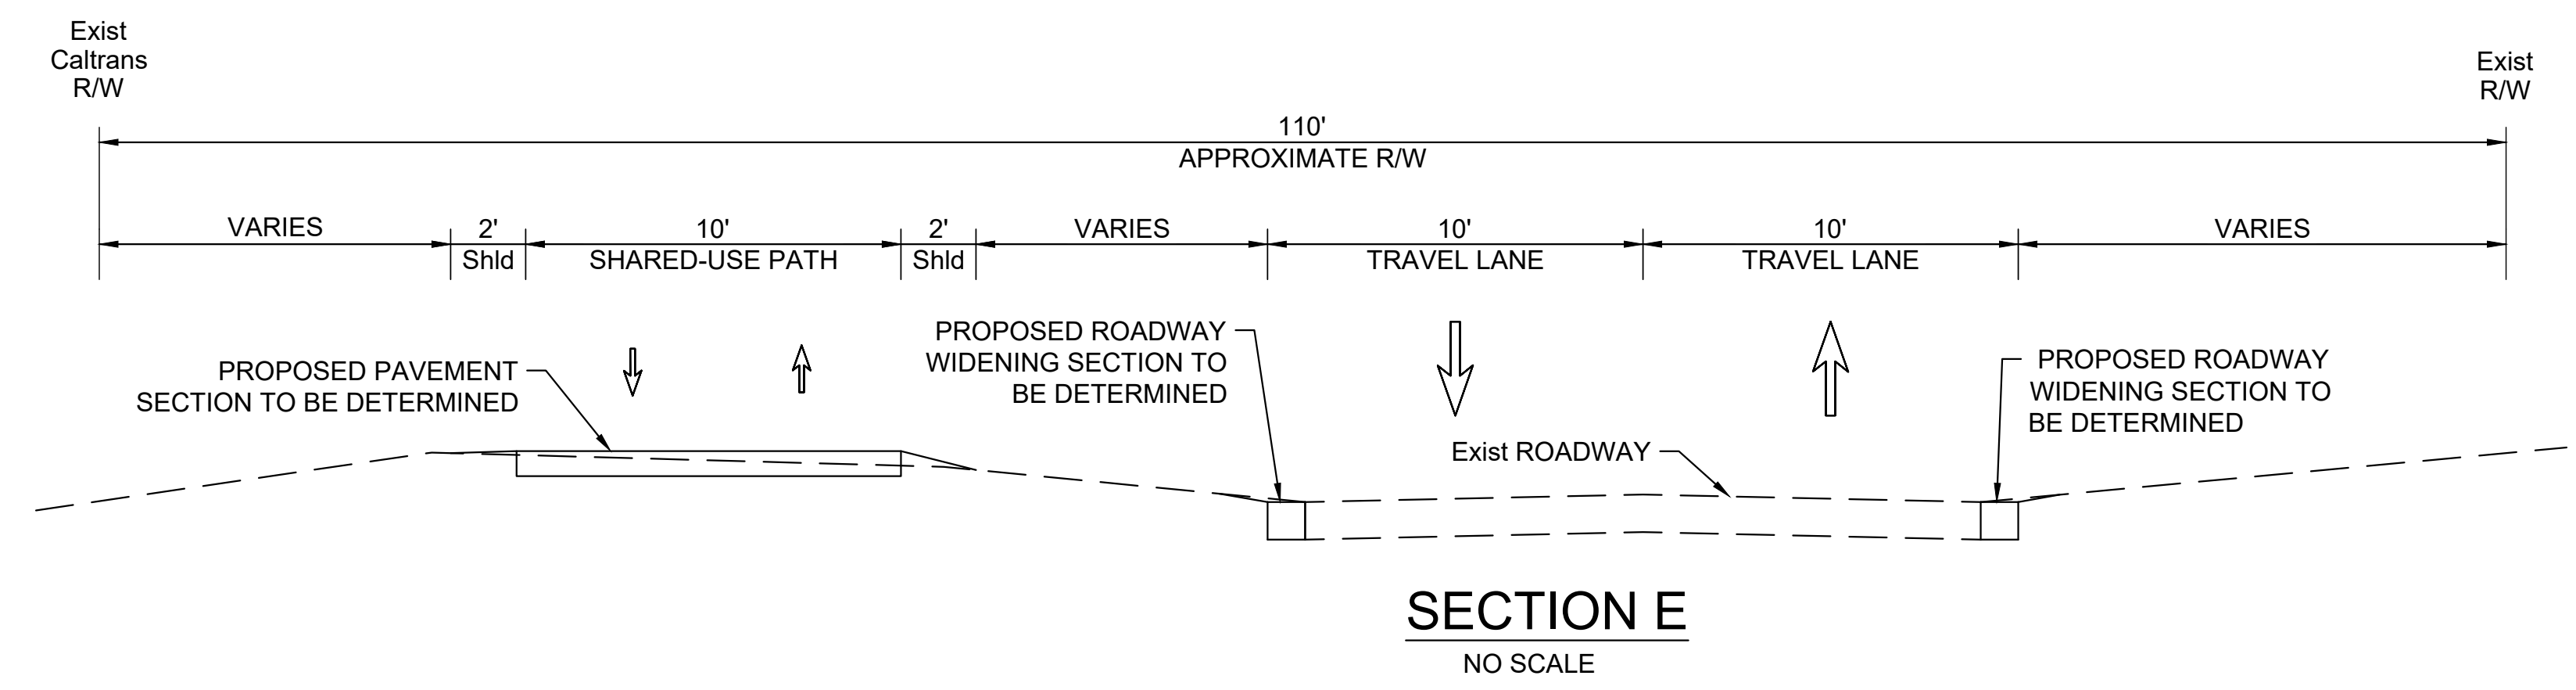 Exist
Caltrans
R/W
Exist
R/W
110'
APPROXIMATE R/W
VARIES
2'
Shld
10'
SHARED-USE PATH
2'
Shld
VARIES
10'
TRAVEL LANE
10'
TRAVEL LANE
VARIES
PROPOSED PAVEMENT
SECTION TO BE DETERMINED
PROPOSED ROADWAY
WIDENING SECTION TO
BE DETERMINED
Exist ROADWAY
PROPOSED ROADWAY
WIDENING SECTION TO
BE DETERMINED
SECTION E
NO SCALE